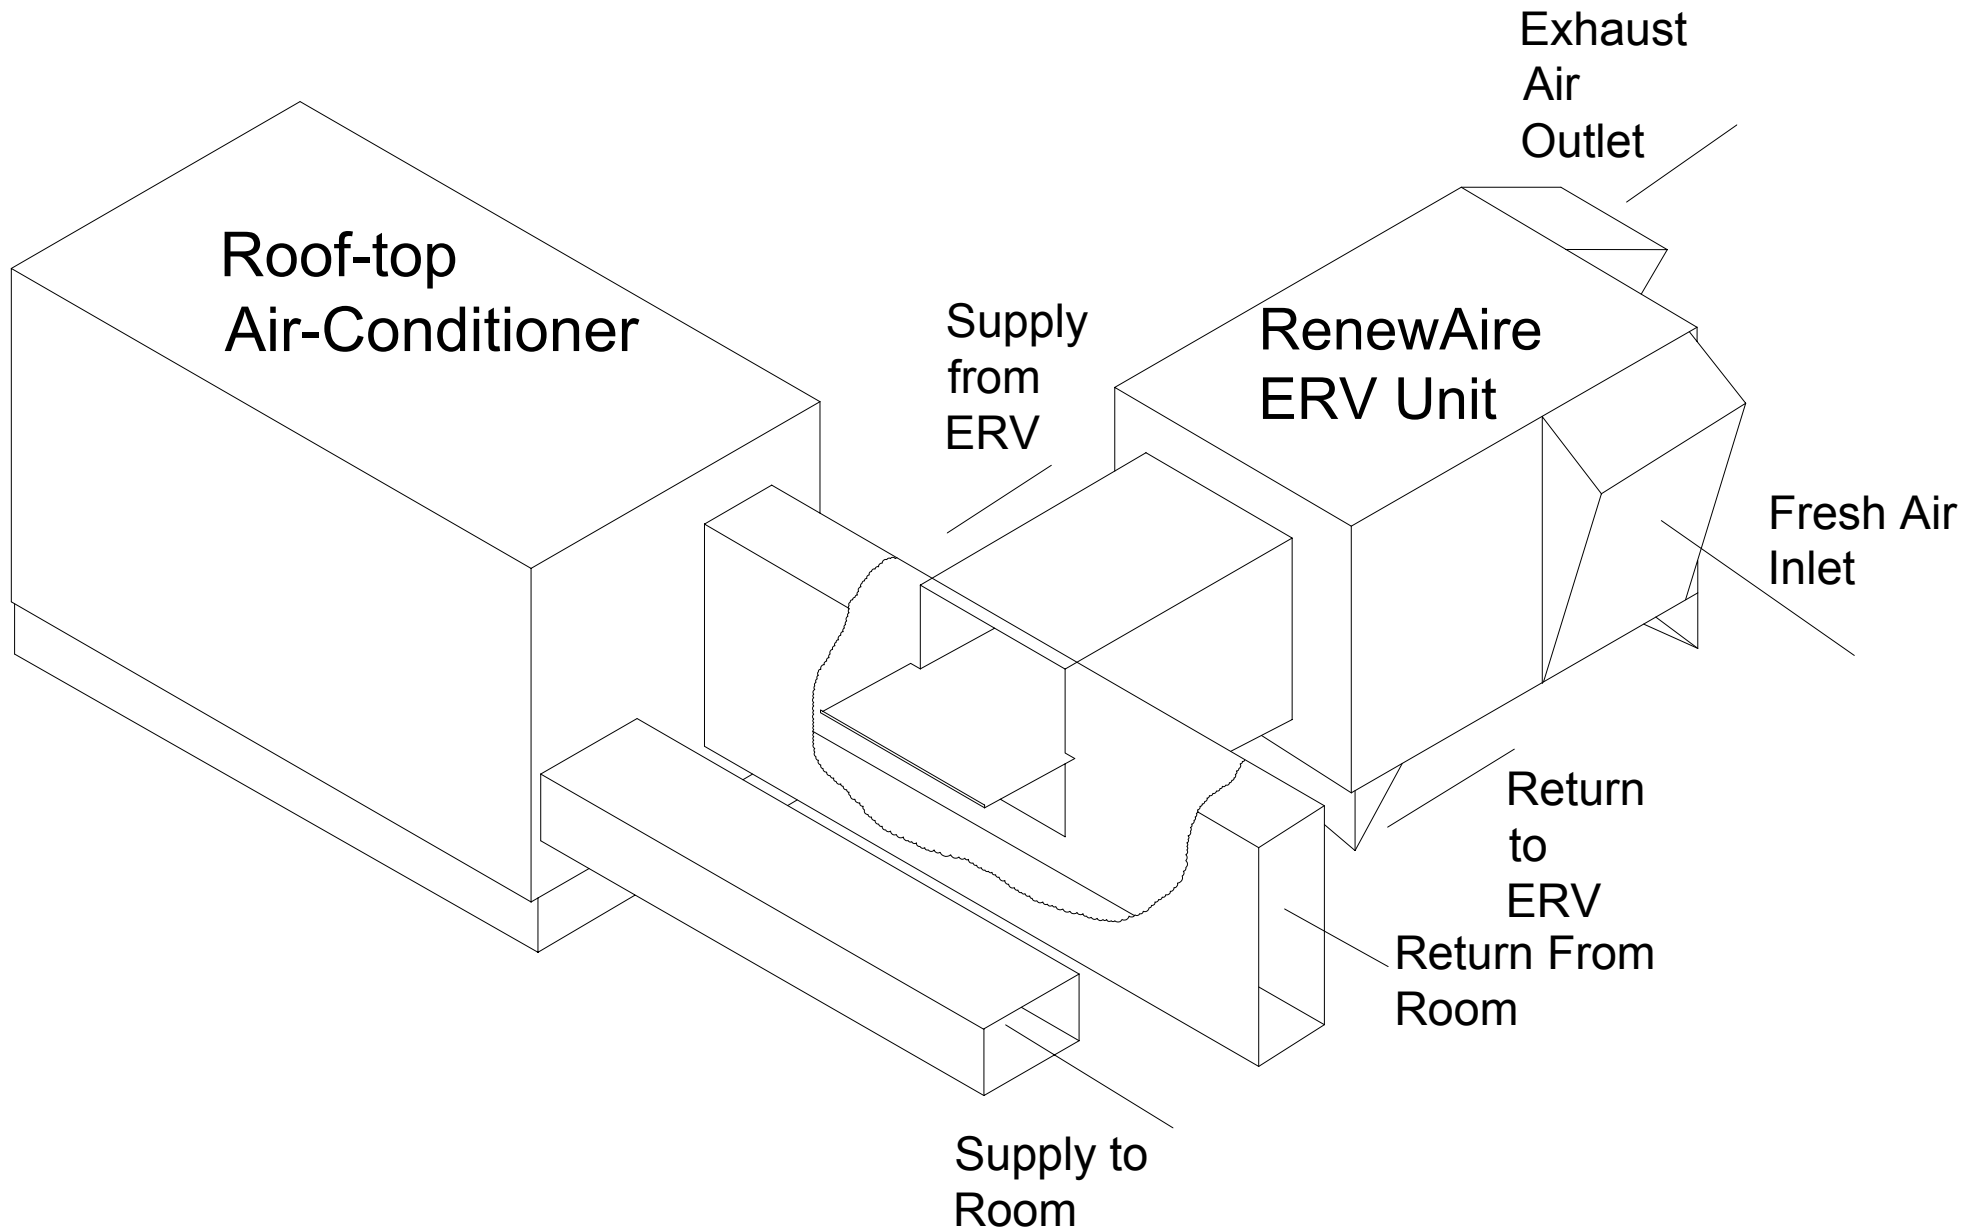 Exhaust
Air
Outlet
Roof-top
Air-Conditioner
Supply
from
ERV
RenewAire
ERV Unit
Fresh Air
Inlet
Return
to
ERV
Return From
Room
Supply to
Room